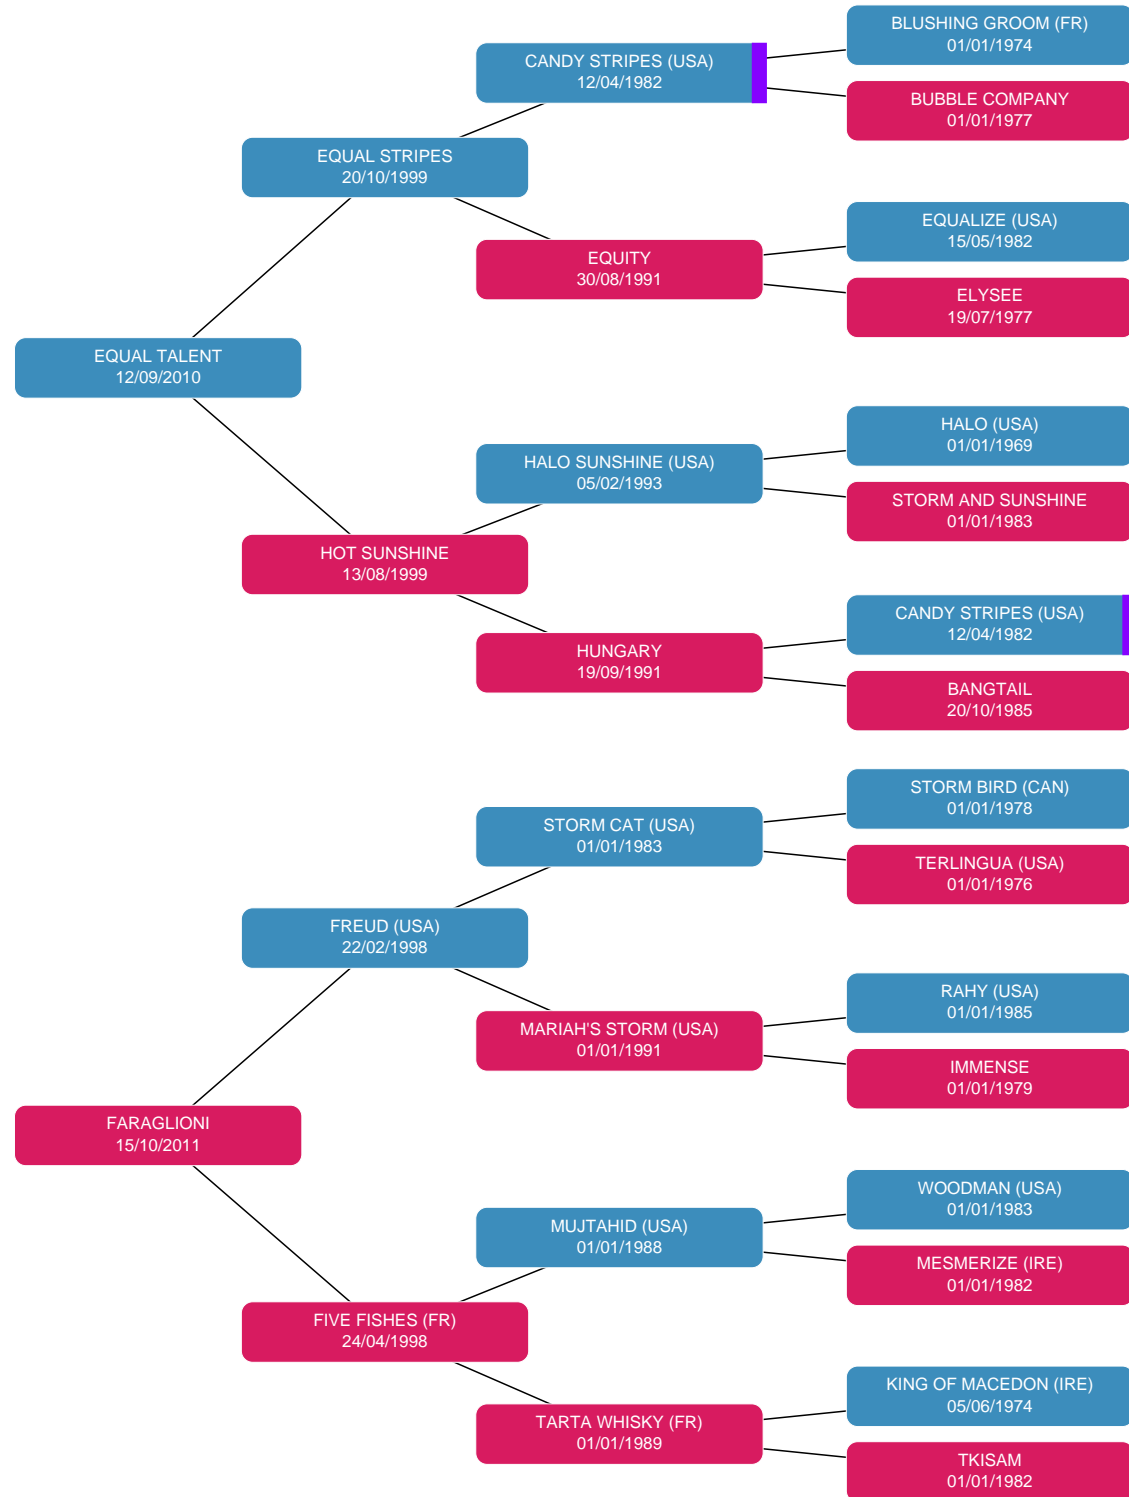 BLUSHING GROOM (FR)
01/01/1974
CANDY STRIPES (USA)
12/04/1982
BUBBLE COMPANY
01/01/1977
EQUAL STRIPES
20/10/1999
EQUALIZE (USA)
15/05/1982
EQUITY
30/08/1991
ELYSEE
19/07/1977
EQUAL TALENT
12/09/2010
HALO (USA)
01/01/1969
HALO SUNSHINE (USA)
05/02/1993
STORM AND SUNSHINE
01/01/1983
HOT SUNSHINE
13/08/1999
CANDY STRIPES (USA)
12/04/1982
HUNGARY
19/09/1991
BANGTAIL
20/10/1985
STORM BIRD (CAN)
01/01/1978
STORM CAT (USA)
01/01/1983
TERLINGUA (USA)
01/01/1976
FREUD (USA)
22/02/1998
RAHY (USA)
01/01/1985
MARIAH'S STORM (USA)
01/01/1991
IMMENSE
01/01/1979
FARAGLIONI
15/10/2011
WOODMAN (USA)
01/01/1983
MUJTAHID (USA)
01/01/1988
MESMERIZE (IRE)
01/01/1982
FIVE FISHES (FR)
24/04/1998
KING OF MACEDON (IRE)
05/06/1974
TARTA WHISKY (FR)
01/01/1989
TKISAM
01/01/1982